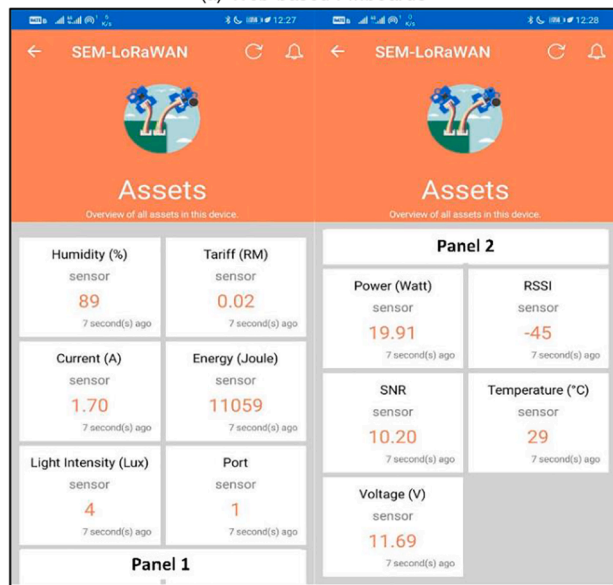 12:27
SEM-LoRaWAN
Assets
Overview of all assets in this device.
Humidity (%)
sensor
89
7 second(s) ago
Tariff (RM)
sensor
0.02
7 second(s) ago
Current (A)
sensor
1.70
7 second(s) ago
Energy (Joule)
sensor
11059
7 second(s) ago
Light Intensity (Lux)
sensor
4
7 second(s) ago
Port
sensor
1
7 second(s) ago
Panel 1
12:28
SEM-LoRaWAN
Assets
Overview of all assets in this device.
Panel 2
Power (Watt)
sensor
19.91
7 second(s) ago
RSSI
sensor
-45
7 second(s) ago
SNR
sensor
10.20
7 second(s) ago
Temperature (°C)
sensor
29
7 second(s) ago
Voltage (V)
sensor
11.69
7 second(s) ago